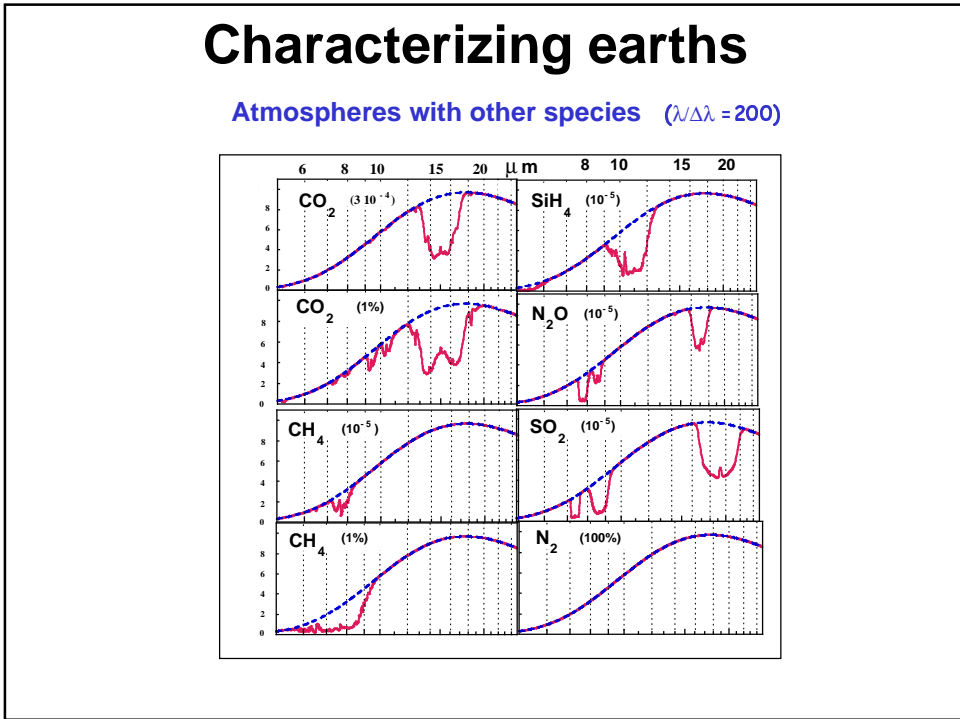 Characterizing earths
Atmospheres with other species (λ/Δλ = 200)
6 8 10 15 20 μ m 8 10 15 20
CO2 (3 10^-4)
8
6
4
2
0
SiH4 (10^-5)
CO2 (1%)
8
6
4
2
0
N2O (10^-5)
CH4 (10^-5)
8
6
4
2
0
SO2 (10^-5)
CH4 (1%)
8
6
4
2
0
N2 (100%)